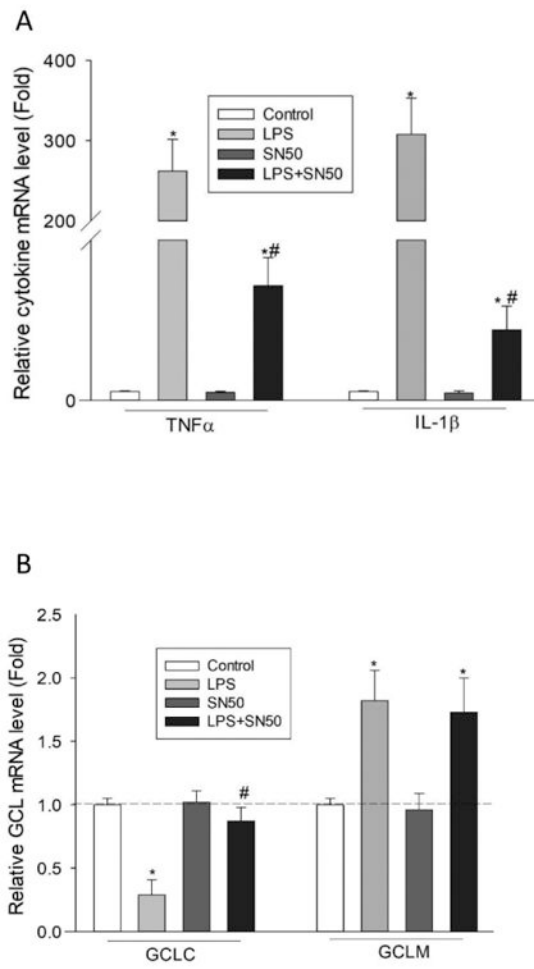 A
Relative cytokine mRNA level (Fold)
400
300
200
0
Control
LPS
SN50
LPS+SN50
*
*#
*
*#
TNFα
IL-1β
B
Relative GCL mRNA level (Fold)
2.5
2.0
1.5
1.0
0.5
0.0
Control
LPS
SN50
LPS+SN50
*
#
*
*
GCLC
GCLM